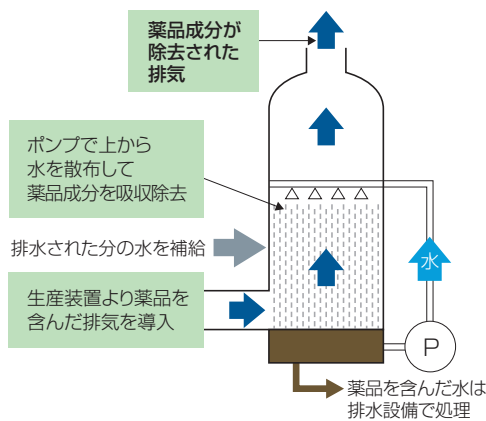 薬品成分が
除去された
排気
ポンプで上から
水を散布して
薬品成分を吸収除去
排水された分の水を補給
生産装置より薬品を
含んだ排気を導入
水
P
薬品を含んだ水は
排水設備で処理